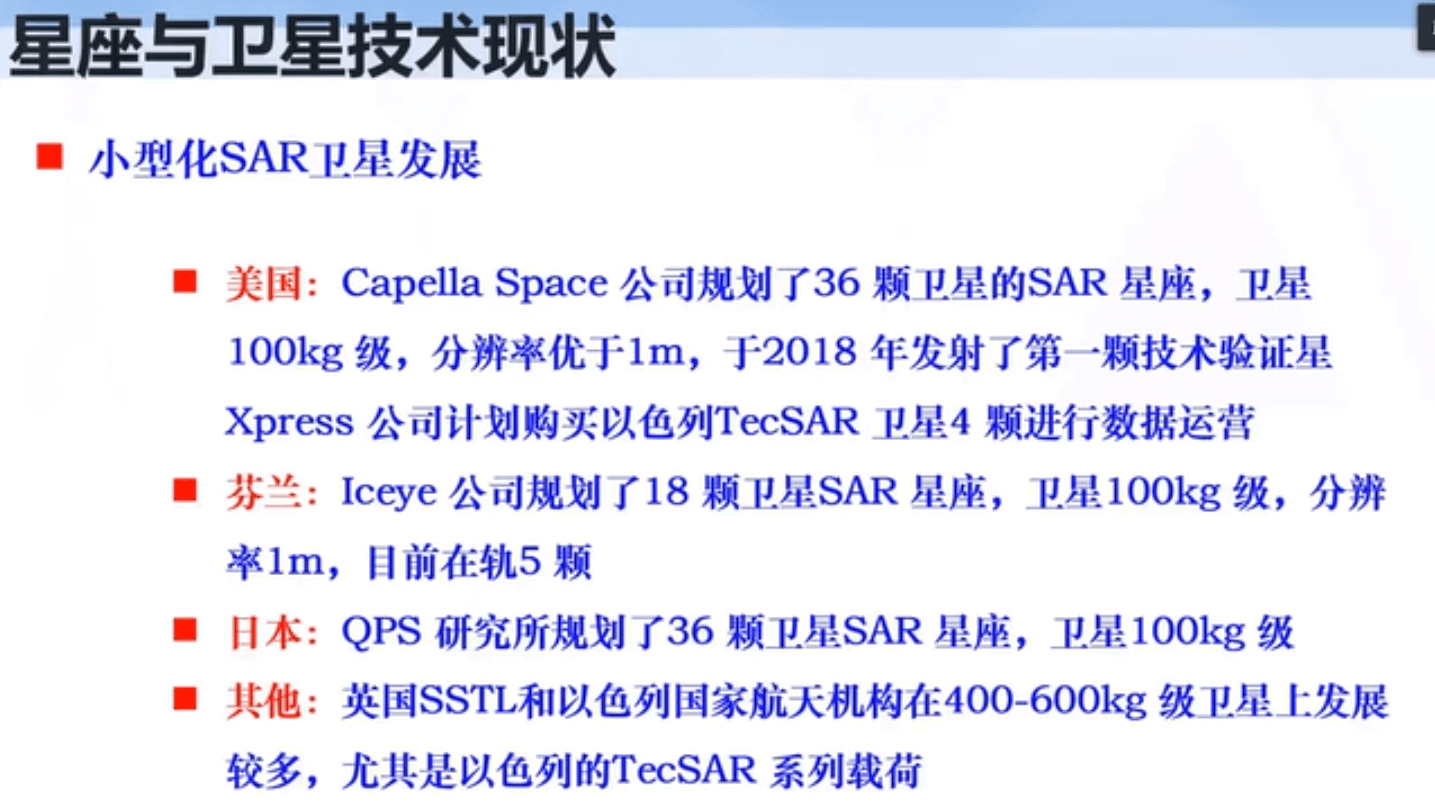 星座与卫星技术现状
小型化SAR卫星发展
美国：Capella Space 公司规划了36 颗卫星的SAR 星座，卫星
100kg 级，分辨率优于1m，于2018 年发射了第一颗技术验证星
Xpress 公司计划购买以色列TecSAR 卫星4 颗进行数据运营
芬兰：Iceye 公司规划了18 颗卫星SAR 星座，卫星100kg 级，分辨
率1m，目前在轨5 颗
日本：QPS 研究所规划了36 颗卫星SAR 星座，卫星100kg 级
其他：英国SSTL和以色列国家航天机构在400-600kg 级卫星上发展
较多，尤其是以色列的TecSAR 系列载荷